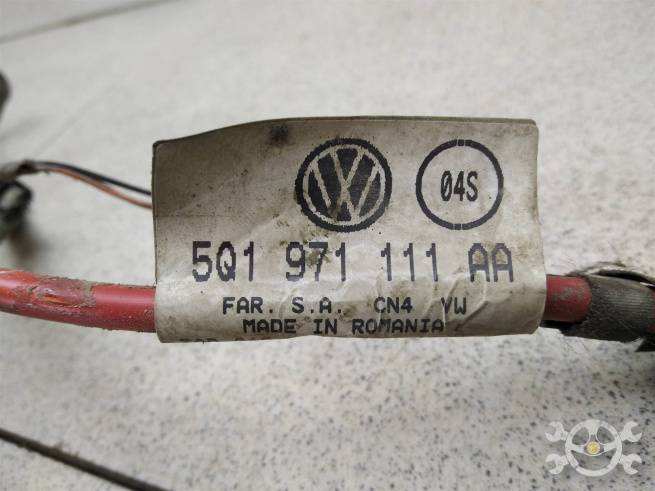 04S
5Q1 971 111 AA
FAR. S.A. CN4 VW
MADE IN ROMANIA